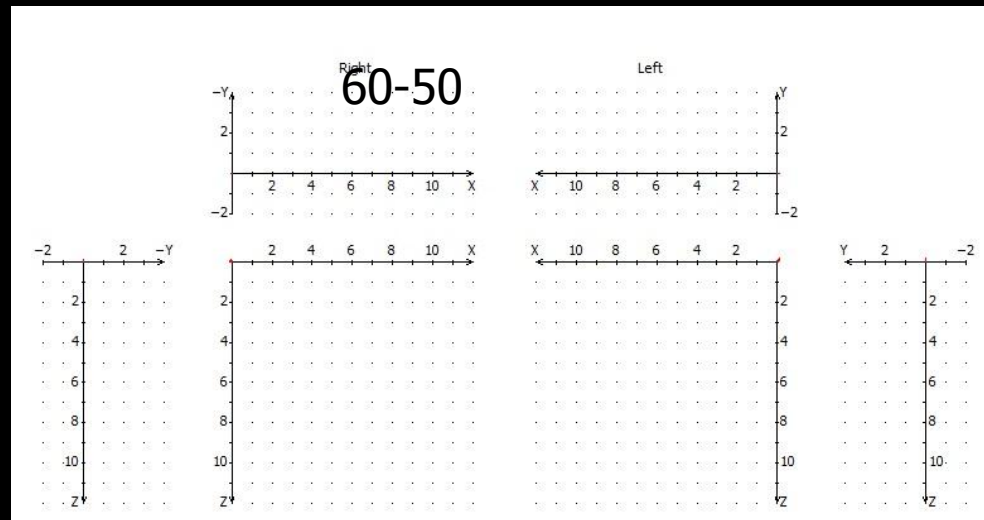 Right Left
60-50
-Y Y
2 2
2 4 6 8 10 X X 10 8 6 4 2
-2 -2
-2 2 -Y 2 4 6 8 10 X X 10 8 6 4 2 Y 2 -2
2 2 2 2
4 4 4 4
6 6 6 6
8 8 8 8
10 10 10 10
Z Z Z Z